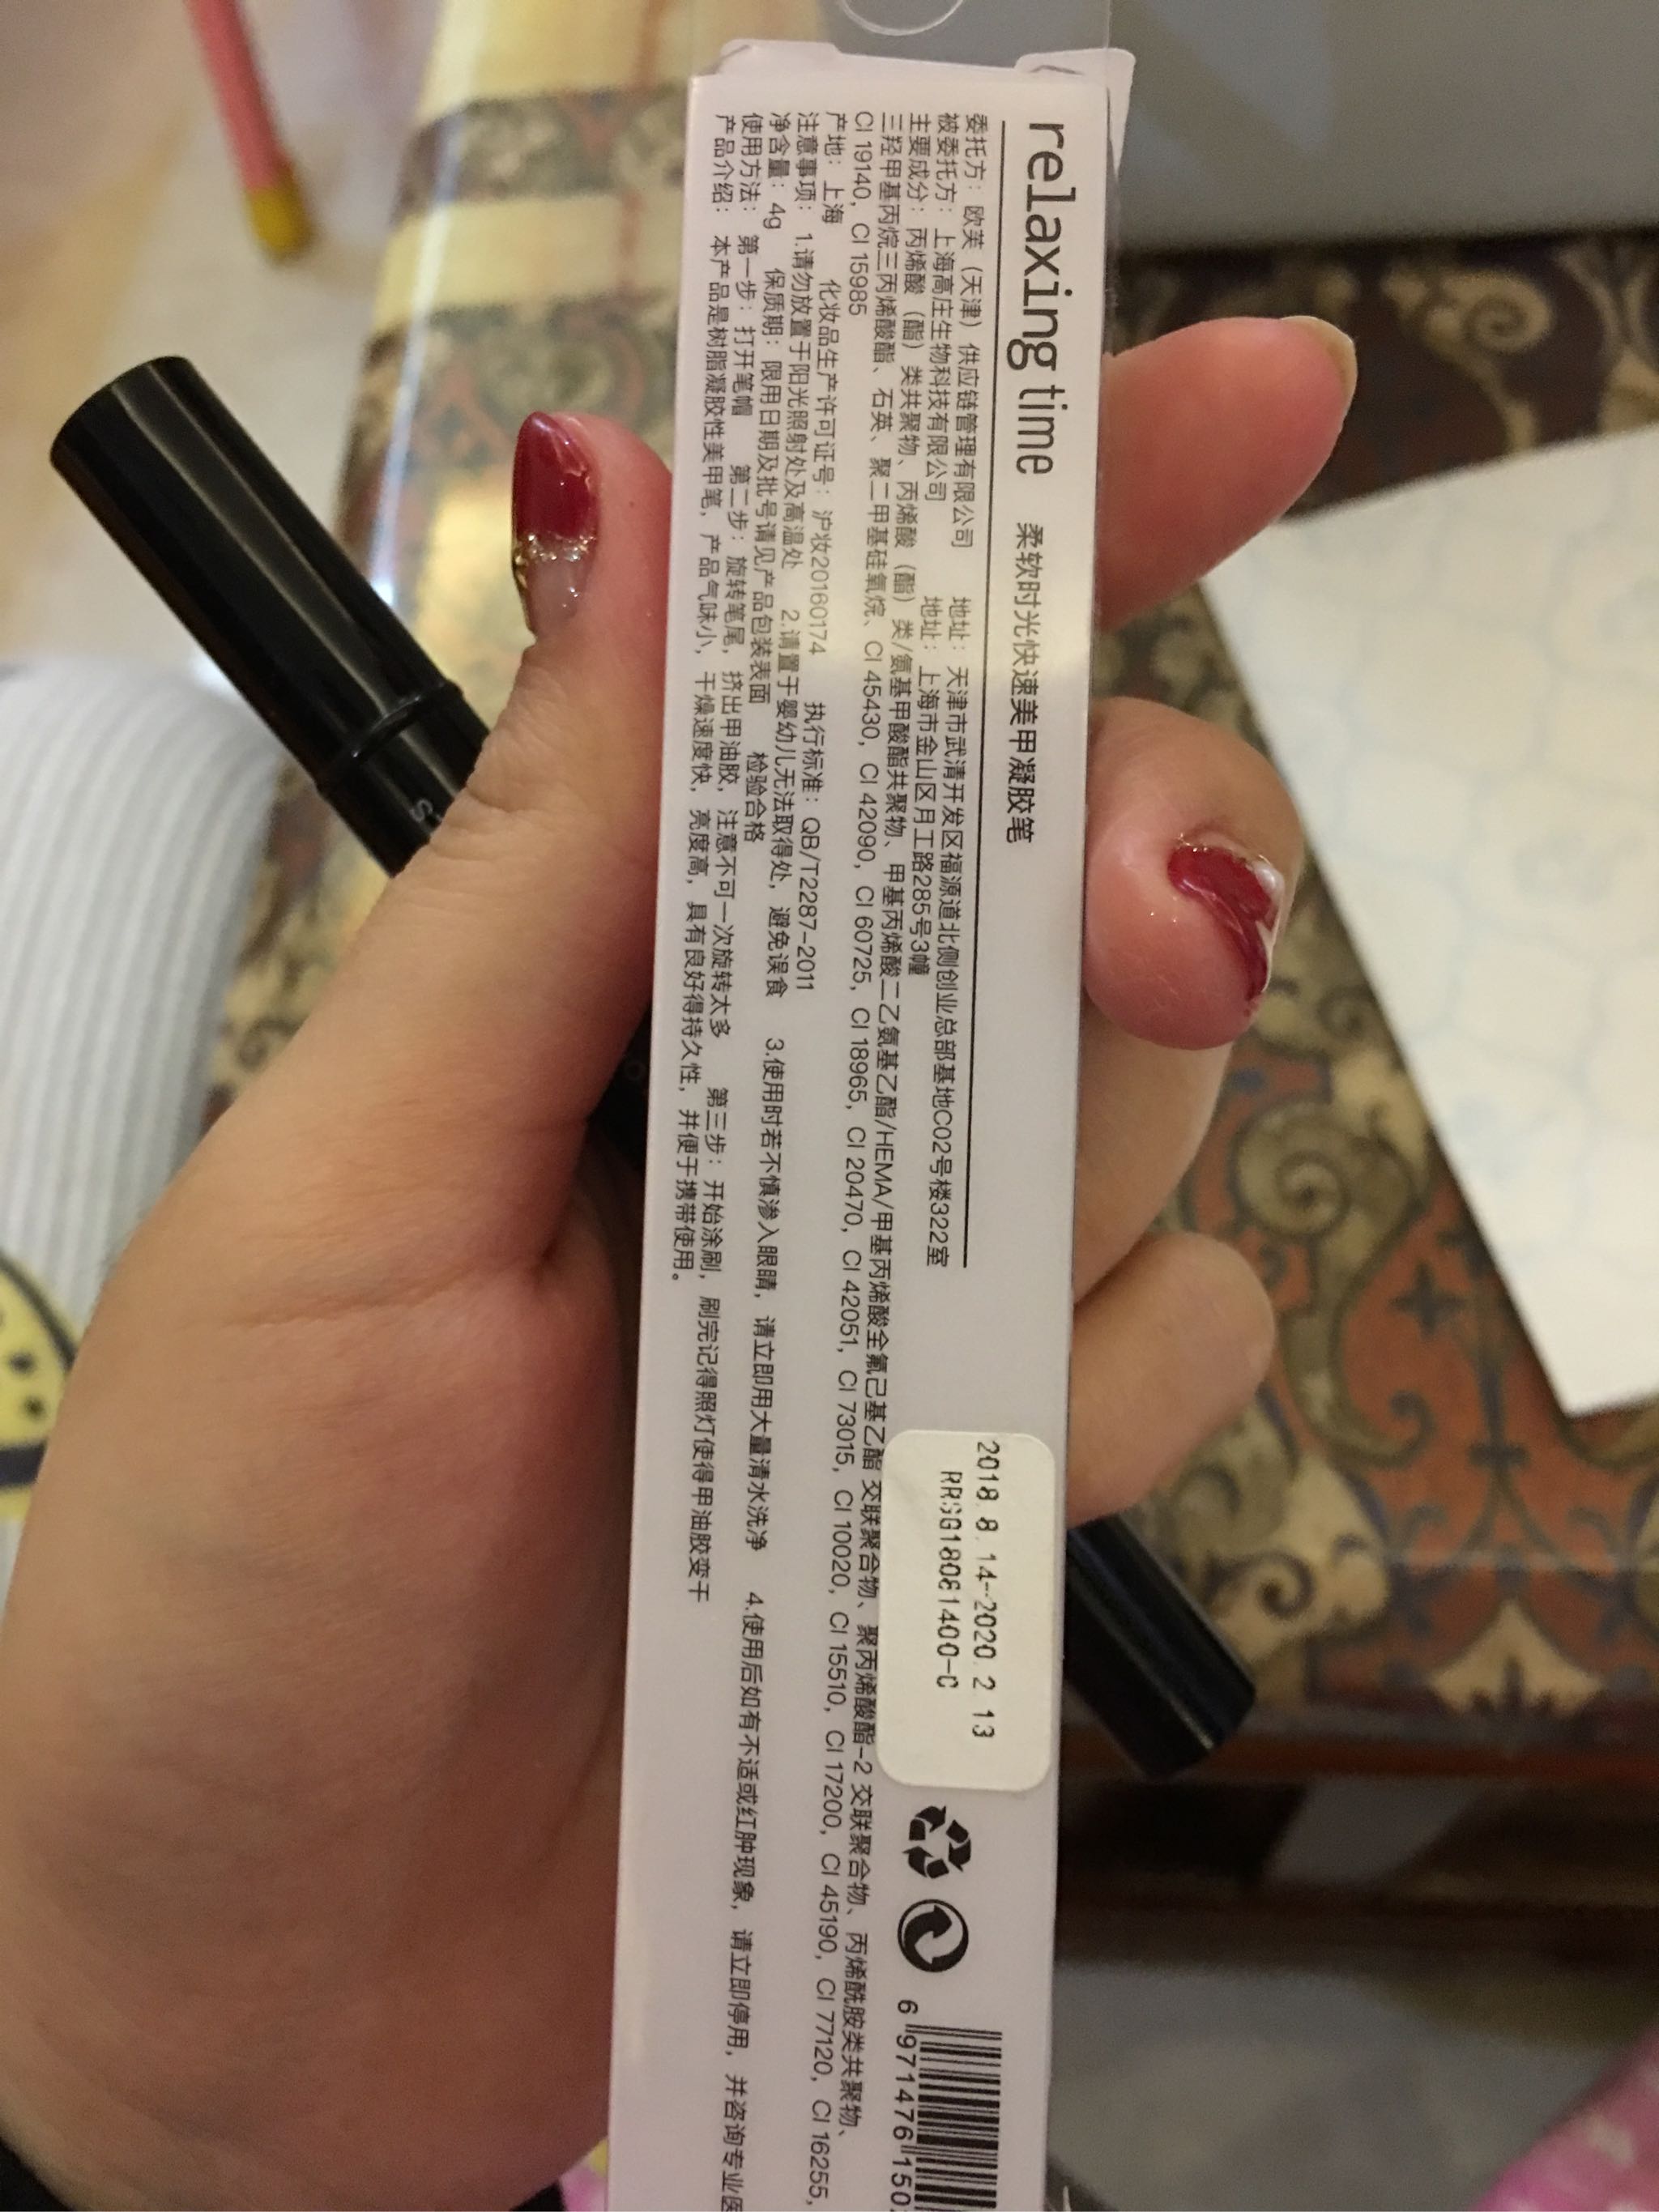 relaxing time 柔软时光快速美甲凝胶笔
委托方：欧芙（天津）供应链管理有限公司 地址：天津市武清开发区福源道北侧创业总部基地C02号楼322室
被委托方：上海高庄生物科技有限公司 地址：上海市金山区月工路285号3幢
主要成分：丙烯酸（酯）类共聚物、丙烯酸（酯）类/氨基甲酸酯共聚物、甲基丙烯酸二乙氨基乙酯/HEMA/甲基丙烯酸全氟己基乙酯 交联聚合物、聚丙烯酸酯-2 交联聚合物、丙烯酰胺类共聚物、
三羟甲基丙烷三丙烯酸酯、石英、聚二甲基硅氧烷、CI 45430, CI 42090, CI 60725, CI 18965, CI 20470, CI 42051, CI 73015, CI 10020, CI 15510, CI 17200, CI 45190, CI 77120, CI 16255,
CI 19140, CI 15985
产地：上海 化妆品生产许可证号：沪妆20160174 执行标准：QB/T2287-2011
注意事项：1.请勿放置于阳光照射处及高温处 2.请置于婴幼儿无法取得处，避免误食 3.使用时若不慎渗入眼睛，请立即用大量清水洗净 4.使用后如有不适或红肿现象，请立即停用，并咨询专业医
净含量：4g 保质期：限用日期及批号请见产品包装表面 检验合格
使用方法：第一步：打开笔帽 第二步：旋转笔尾，挤出甲油胶，注意不可一次旋转太多 第三步：开始涂刷，刷完记得照灯使得甲油胶变干
产品介绍：本产品是树脂凝胶性美甲笔，产品气味小，干燥速度快，亮度高，具有良好得持久性，并便于携带使用。
2018.8.14--2020.2.13
RRSG18081400-C
6 971476 150